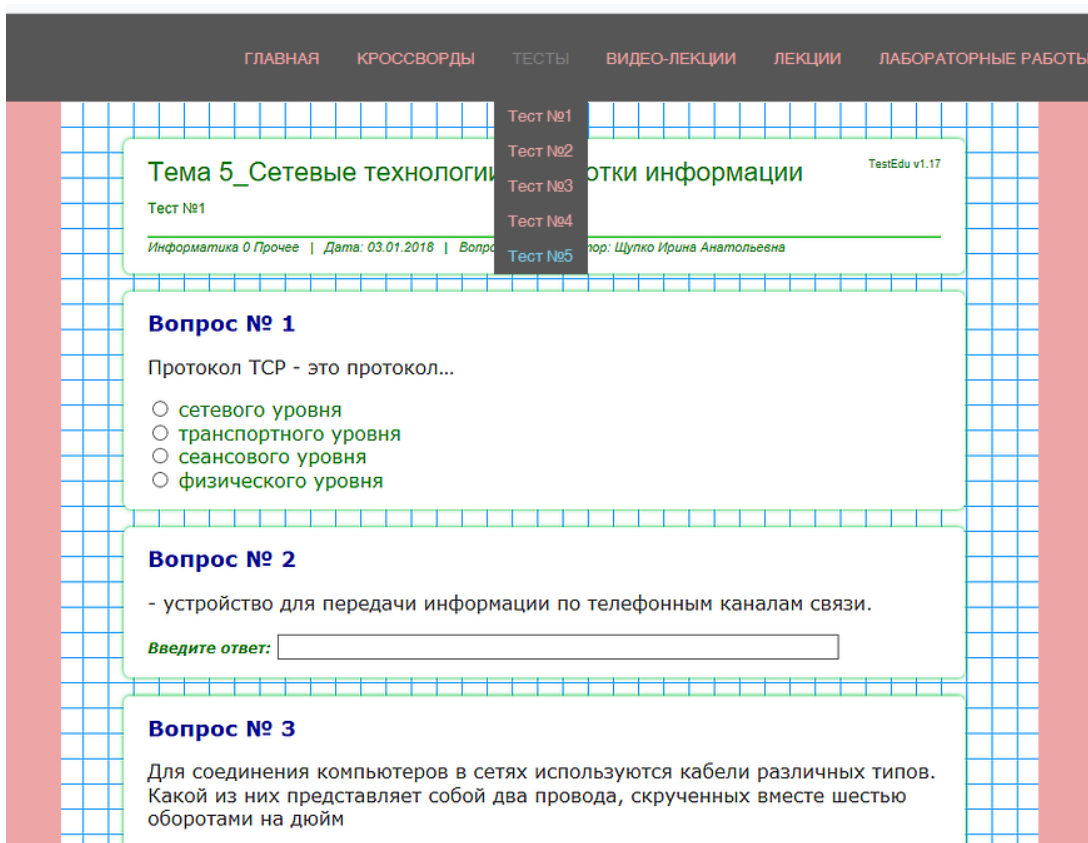 ГЛАВНАЯ КРОССВОРДЫ ТЕСТЫ ВИДЕО-ЛЕКЦИИ ЛЕКЦИИ ЛАБОРАТОРНЫЕ РАБОТЫ
Тест №1
Тест №2
Тест №3
Тест №4
Тест №5
Тема 5_Сетевые технологии отки информации
TestEdu v1.17
Тест №1
Информатика 0 Прочее | Дата: 03.01.2018 | Вопро тор: Щупко Ирина Анатольевна
Вопрос № 1
Протокол TCP - это протокол...
сетевого уровня
транспортного уровня
сеансового уровня
физического уровня
Вопрос № 2
- устройство для передачи информации по телефонным каналам связи.
Введите ответ:
Вопрос № 3
Для соединения компьютеров в сетях используются кабели различных типов.
Какой из них представляет собой два провода, скрученных вместе шестью
оборотами на дюйм